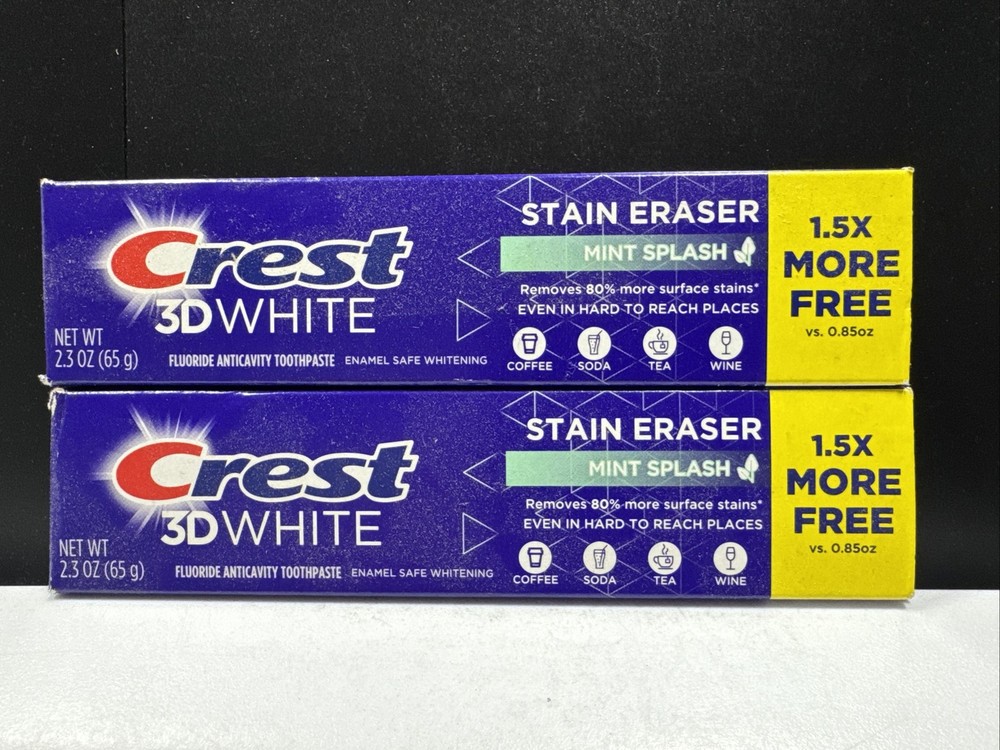 Crest
3D WHITE
NET WT
2.3 OZ (65 g)
FLUORIDE ANTICAVITY TOOTHPASTE ENAMEL SAFE WHITENING
STAIN ERASER
MINT SPLASH
Removes 80% more surface stains*
EVEN IN HARD TO REACH PLACES
COFFEE SODA TEA WINE
1.5X
MORE
FREE
vs. 0.85oz
Crest
3D WHITE
NET WT
2.3 OZ (65 g)
FLUORIDE ANTICAVITY TOOTHPASTE ENAMEL SAFE WHITENING
STAIN ERASER
MINT SPLASH
Removes 80% more surface stains*
EVEN IN HARD TO REACH PLACES
COFFEE SODA TEA WINE
1.5X
MORE
FREE
vs. 0.85oz